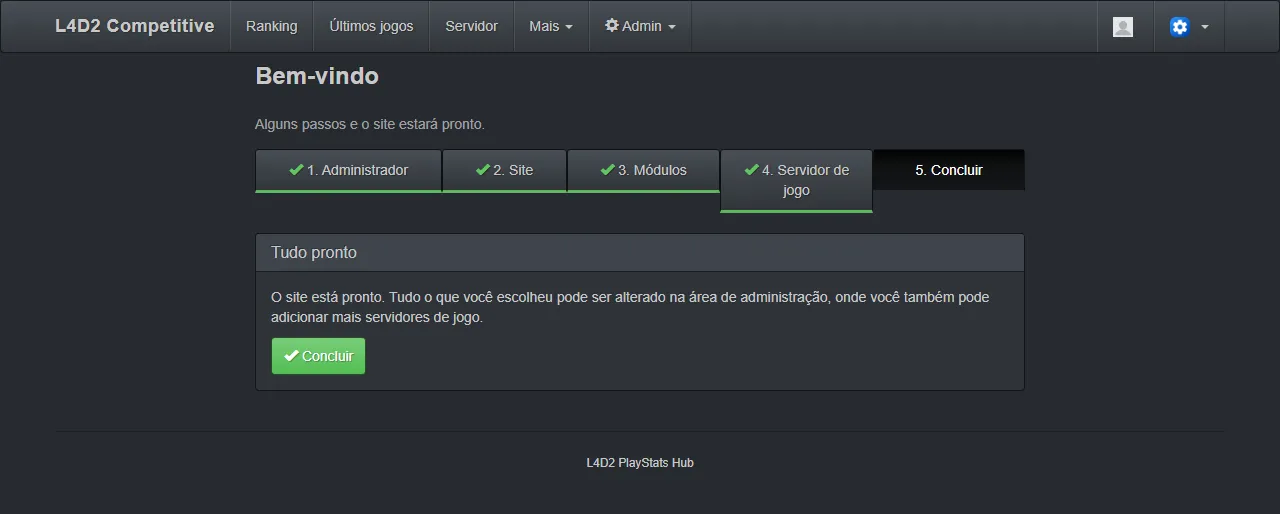 L4D2 Competitive Ranking Últimos jogos Servidor Mais Admin
Bem-vindo
Alguns passos e o site estará pronto.
1. Administrador 2. Site 3. Módulos 4. Servidor de jogo 5. Concluir
Tudo pronto
O site está pronto. Tudo o que você escolheu pode ser alterado na área de administração, onde você também pode
adicionar mais servidores de jogo.
Concluir
L4D2 PlayStats Hub